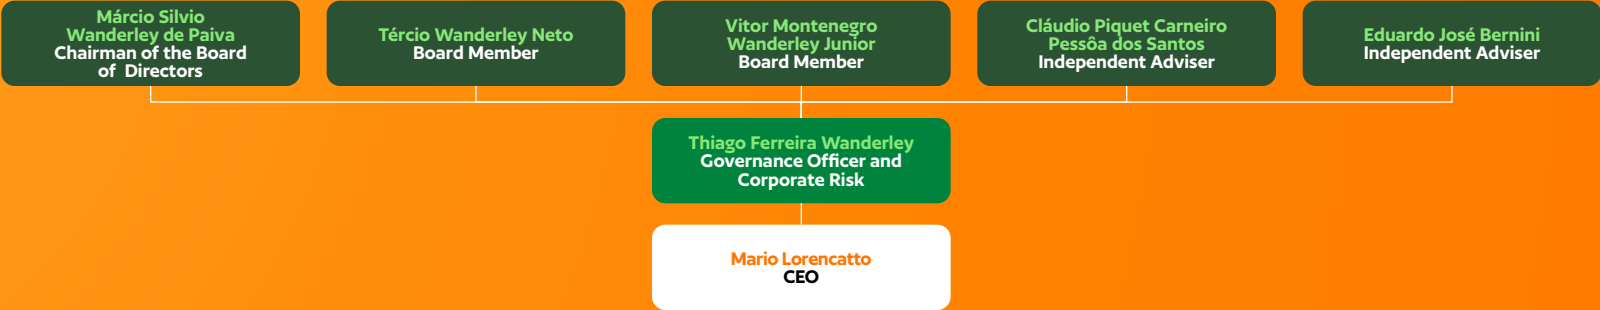 Márcio Silvio
Wanderley de Paiva
Chairman of the Board
of Directors
Tércio Wanderley Neto
Board Member
Vitor Montenegro
Wanderley Junior
Board Member
Cláudio Piquet Carneiro
Pessôa dos Santos
Independent Adviser
Eduardo José Bernini
Independent Adviser
Thiago Ferreira Wanderley
Governance Officer and
Corporate Risk
Mario Lorencatto
CEO